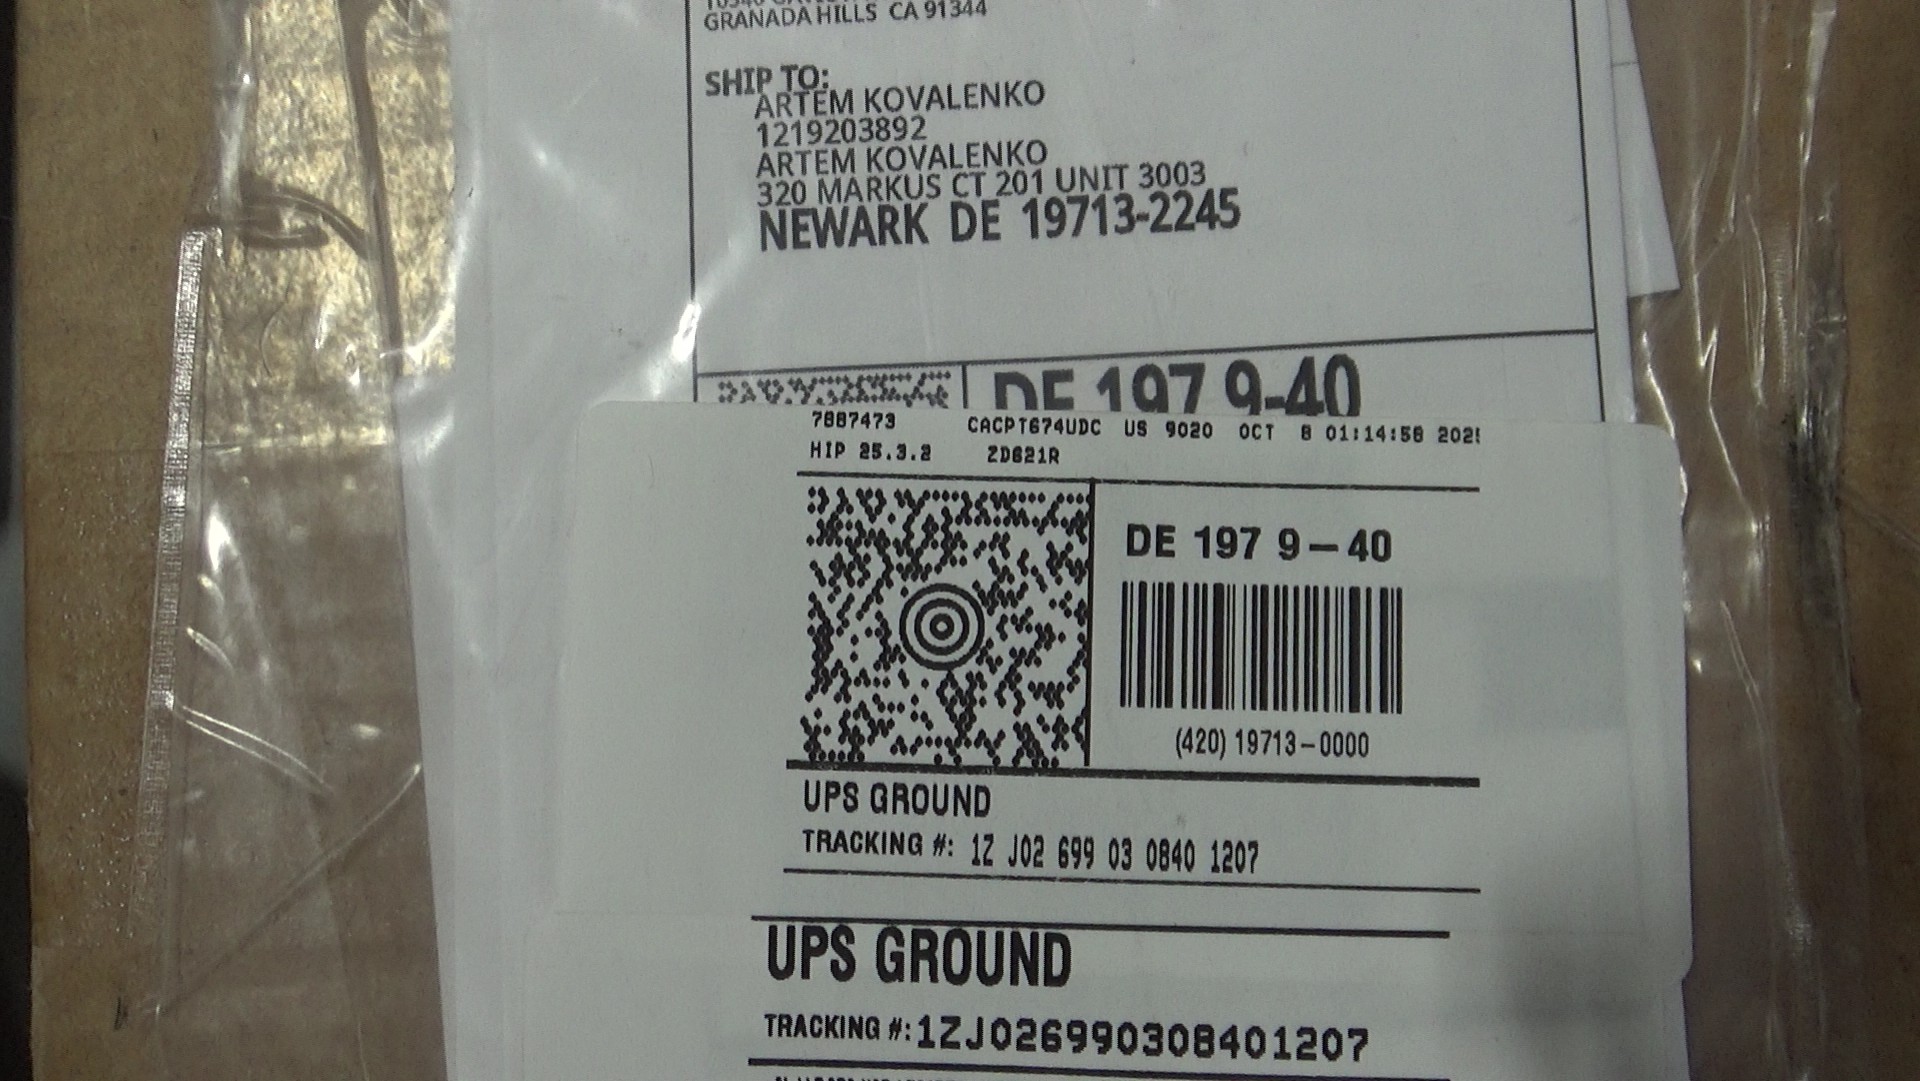 GRANADA HILLS CA 91344
SHIP TO:
ARTEM KOVALENKO
1219203892
ARTEM KOVALENKO
320 MARKUS CT 201 UNIT 3003
NEWARK DE 19713-2245
DE 197 9-40
7887473 CACPT674UDC US 9020 OCT 8 01:14:58 202
HIP 25.3.2 ZD621R
DE 197 9-40
(420) 19713-0000
UPS GROUND
TRACKING #: 1Z J02 699 03 0840 1207
UPS GROUND
TRACKING #: 1ZJ026990308401207